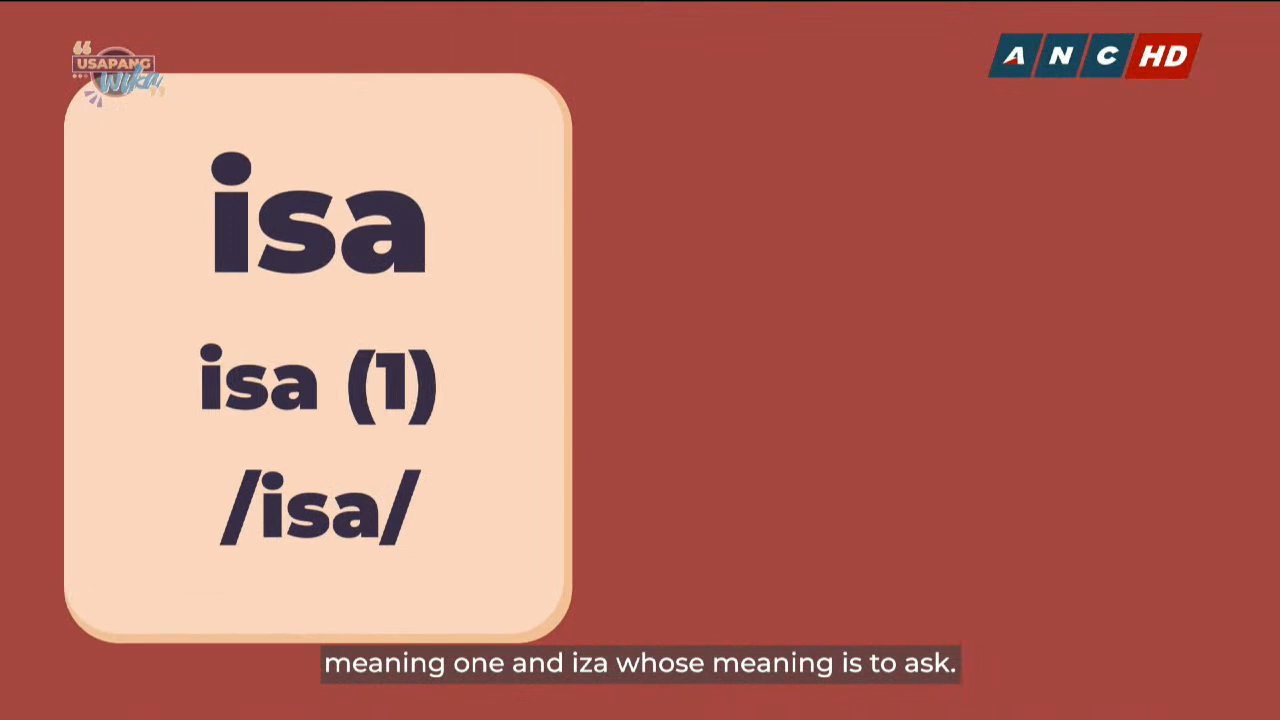 USAPANG
wika
ANC HD
isa
isa (1)
/isa/
meaning one and iza whose meaning is to ask.